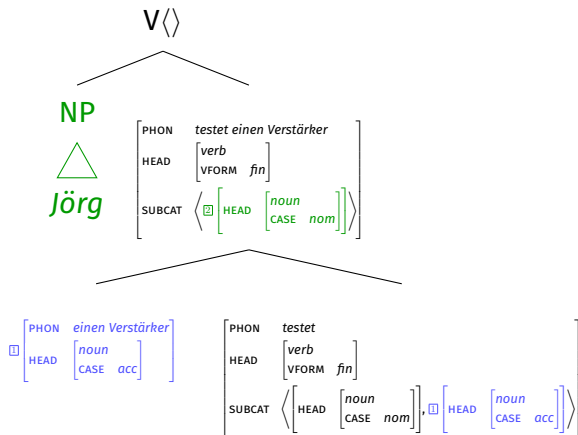 V⟨⟩
NP
Jörg
PHON testet einen Verstärker
HEAD verb
VFORM fin
SUBCAT ⟨ 2 HEAD noun
CASE nom ⟩
1 PHON einen Verstärker
HEAD noun
CASE acc
PHON testet
HEAD verb
VFORM fin
SUBCAT ⟨ HEAD noun
CASE nom , 1 HEAD noun
CASE acc ⟩